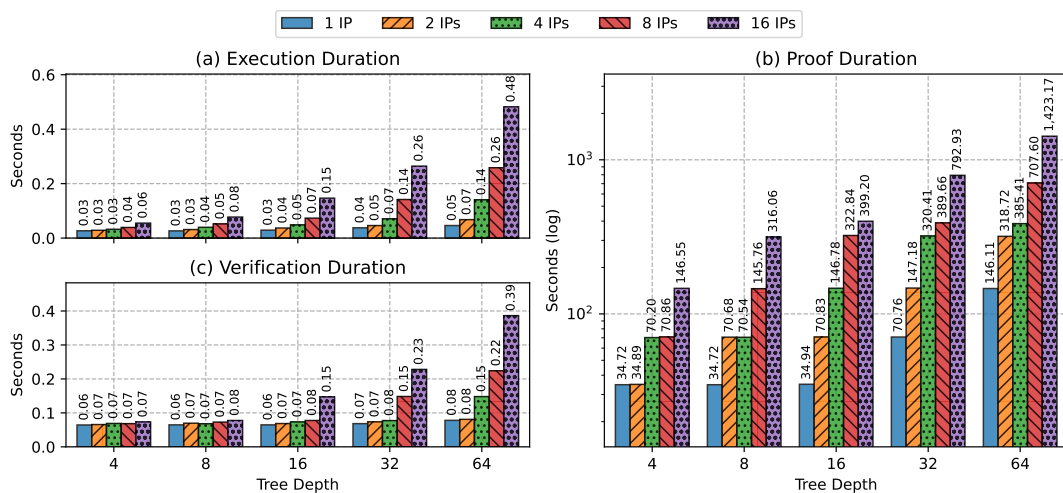 1 IP 2 IPs 4 IPs 8 IPs 16 IPs
(a) Execution Duration
Seconds
0.6
0.4
0.2
0.0
0.03 0.03 0.03 0.04 0.06
0.03 0.03 0.04 0.05 0.08
0.03 0.04 0.05 0.07 0.15
0.04 0.05 0.07 0.14 0.26
0.05 0.07 0.14 0.26 0.48
(c) Verification Duration
Seconds
0.4
0.3
0.2
0.1
0.0
0.06 0.07 0.07 0.07 0.07
0.06 0.07 0.07 0.07 0.08
0.06 0.07 0.07 0.08 0.15
0.07 0.07 0.08 0.15 0.23
0.08 0.08 0.15 0.22 0.39
4 8 16 32 64
Tree Depth
(b) Proof Duration
Seconds (log)
10³
10²
34.72 34.89 70.20 70.86 146.55
34.72 70.68 70.54 145.76 316.06
34.94 70.83 146.78 322.84 399.20
70.76 147.18 320.41 389.66 792.93
146.11 318.72 385.41 707.60 1,423.17
4 8 16 32 64
Tree Depth